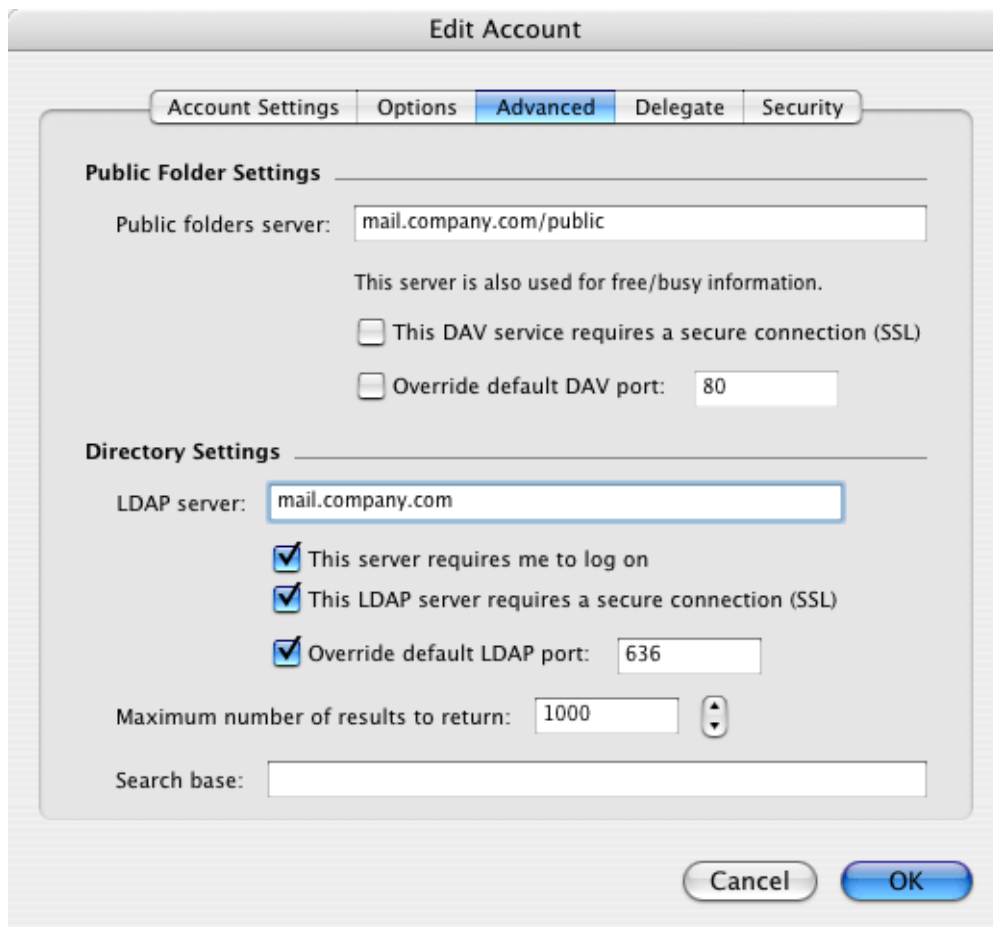 Edit Account
Account Settings Options Advanced Delegate Security
Public Folder Settings
Public folders server: mail.company.com/public
This server is also used for free/busy information.
This DAV service requires a secure connection (SSL)
Override default DAV port: 80
Directory Settings
LDAP server: mail.company.com
This server requires me to log on
This LDAP server requires a secure connection (SSL)
Override default LDAP port: 636
Maximum number of results to return: 1000
Search base:
Cancel OK